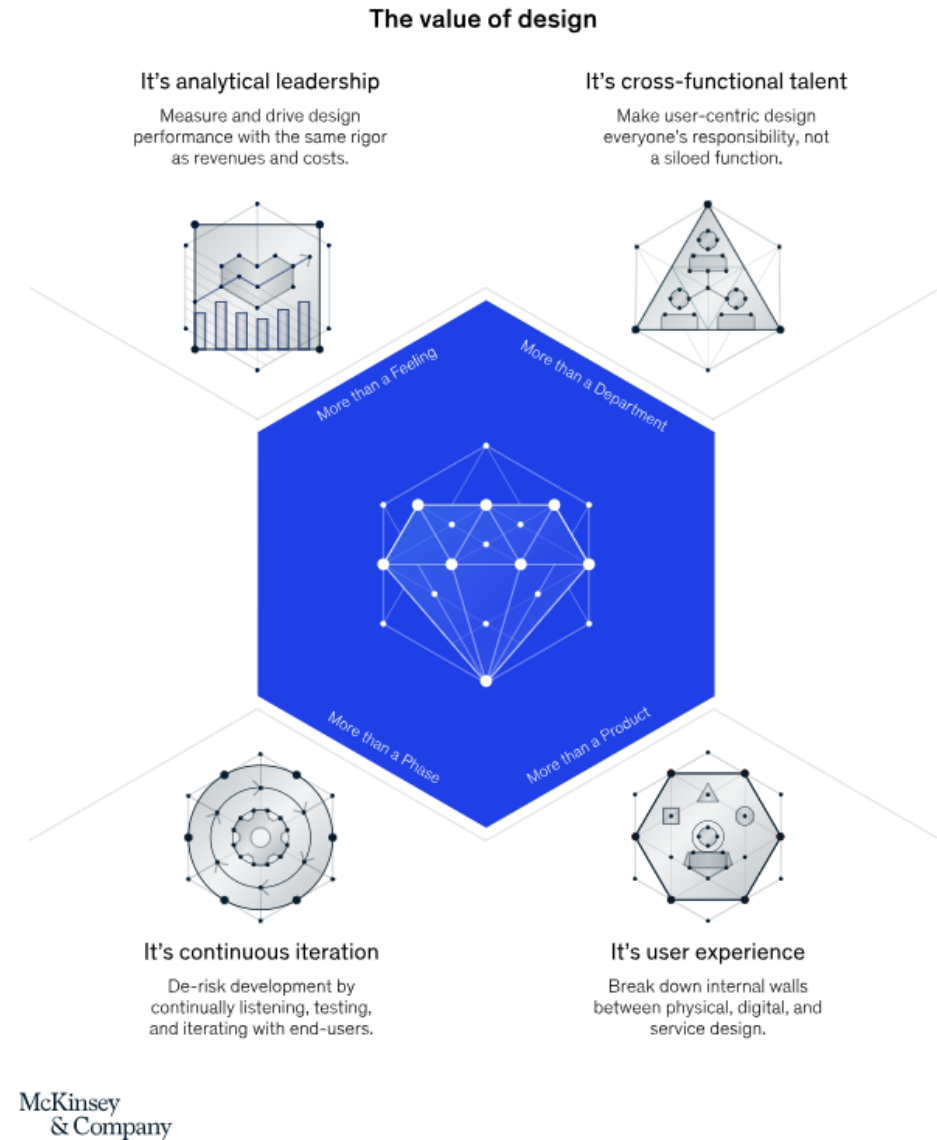 The value of design
It's analytical leadership
Measure and drive design
performance with the same rigor
as revenues and costs.
It's cross-functional talent
Make user-centric design
everyone's responsibility, not
a siloed function.
More than a Feeling
More than a Department
More than a Phase
More than a Product
It's continuous iteration
De-risk development by
continually listening, testing,
and iterating with end-users.
It's user experience
Break down internal walls
between physical, digital, and
service design.
McKinsey
& Company